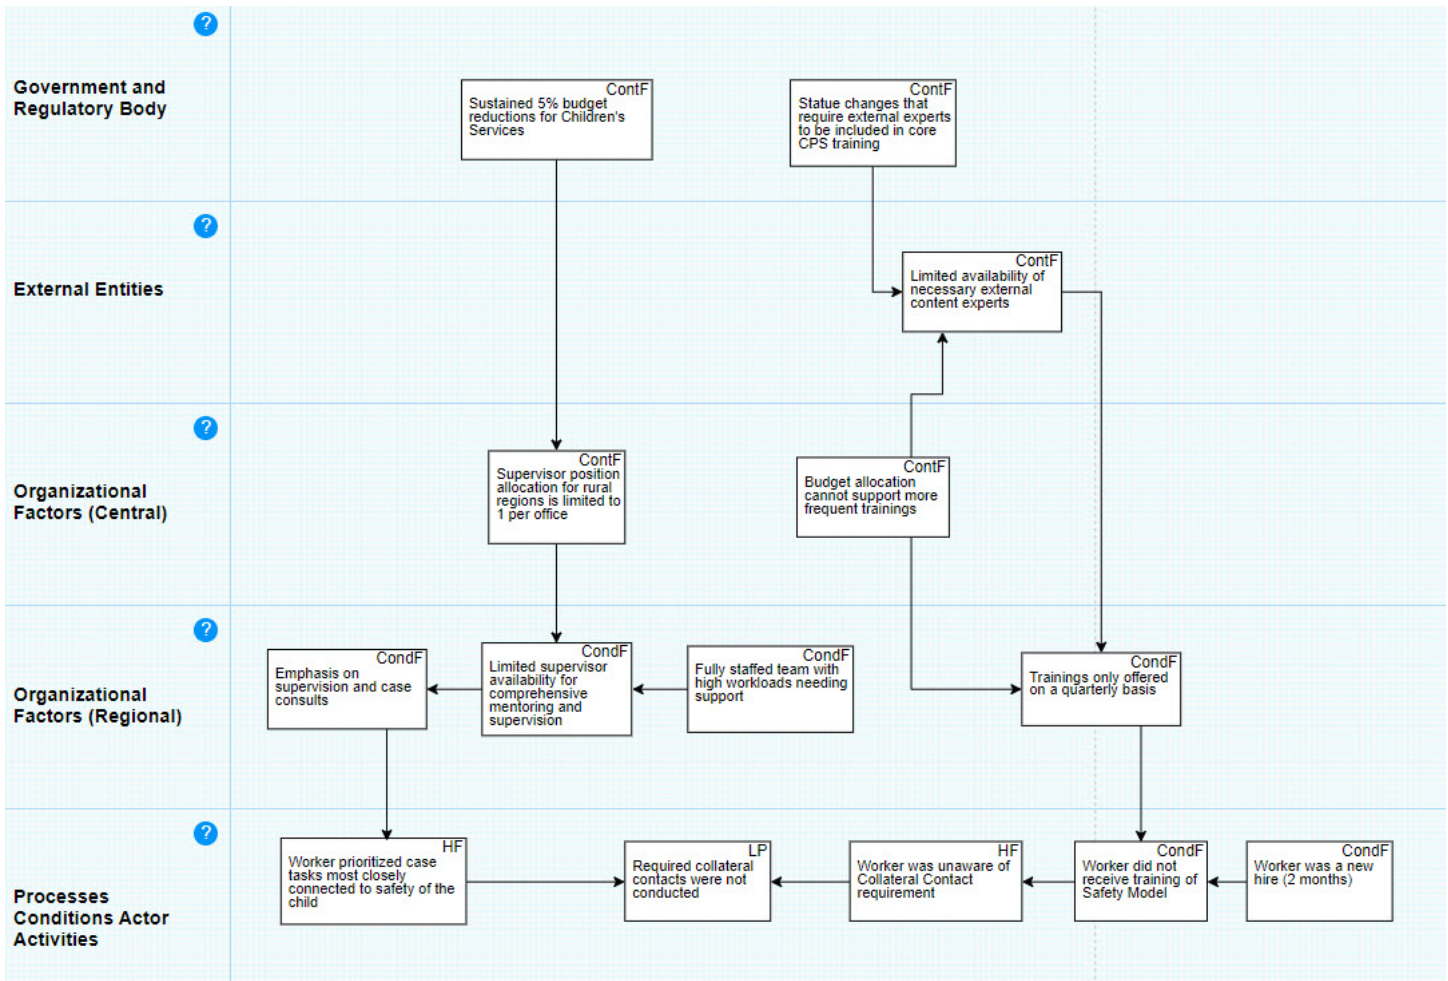 ?
Government and
Regulatory Body
ContF
Sustained 5% budget
reductions for Children's
Services
ContF
Statue changes that
require external experts
to be included in core
CPS training
?
External Entities
ContF
Limited availability of
necessary external
content experts
?
Organizational
Factors (Central)
ContF
Supervisor position
allocation for rural
regions is limited to
1 per office
ContF
Budget allocation
cannot support more
frequent trainings
?
Organizational
Factors (Regional)
CondF
Emphasis on
supervision and case
consults
CondF
Limited supervisor
availability for
comprehensive
mentoring and
supervision
CondF
Fully staffed team with
high workloads needing
support
CondF
Trainings only offered
on a quarterly basis
?
Processes
Conditions Actor
Activities
HF
Worker prioritized case
tasks most closely
connected to safety of the
child
LP
Required collateral
contacts were not
conducted
HF
Worker was unaware of
Collateral Contact
requirement
CondF
Worker did not
receive training of
Safety Model
CondF
Worker was a new
hire (2 months)